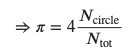 ⇒ π = 4 N_circle / N_tot